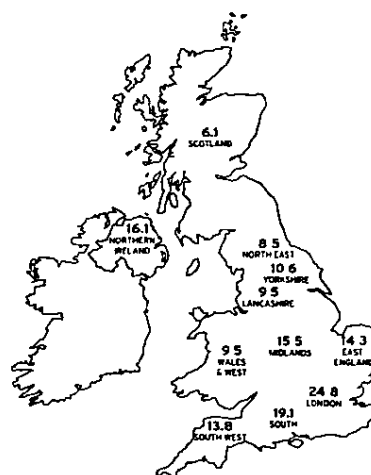 6.1
SCOTLAND
16.1
NORTHERN
IRELAND
8 5
NORTH EAST
10 6
YORKSHIRE
9 5
LANCASHIRE
9 5
WALES
& WEST
15 5
MIDLANDS
14 3
EAST
ENGLAND
24 8
LONDON
19.1
SOUTH
13.8
SOUTH WEST